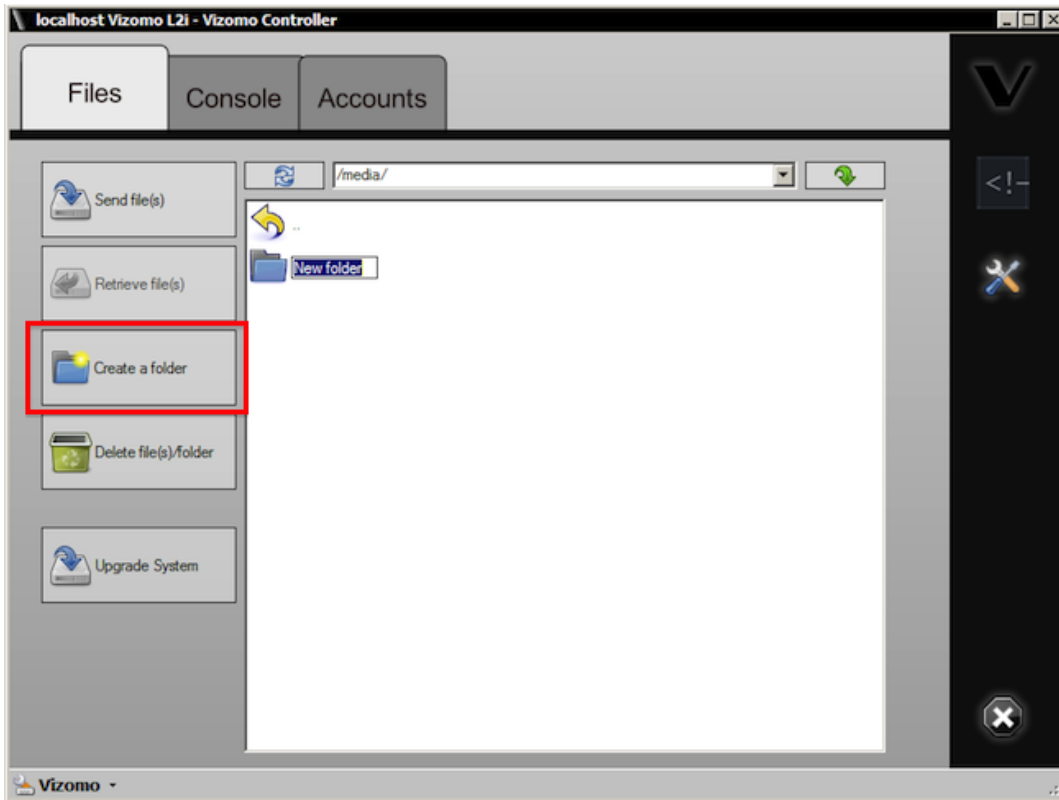 localhost Vizomo L2i - Vizomo Controller
Files
Console
Accounts
V
/media/
<!-
Send file(s)
..
New folder
Retrieve file(s)
Create a folder
Delete file(s)/folder
Upgrade System
Vizomo